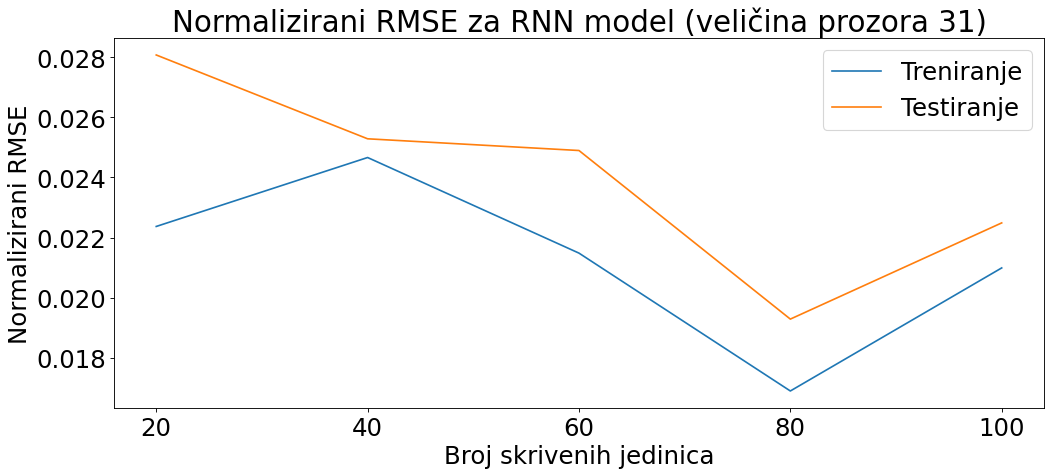 Normalizirani RMSE za RNN model (veličina prozora 31)
Treniranje
Testiranje
Normalizirani RMSE
0.028
0.026
0.024
0.022
0.020
0.018
20 40 60 80 100
Broj skrivenih jedinica